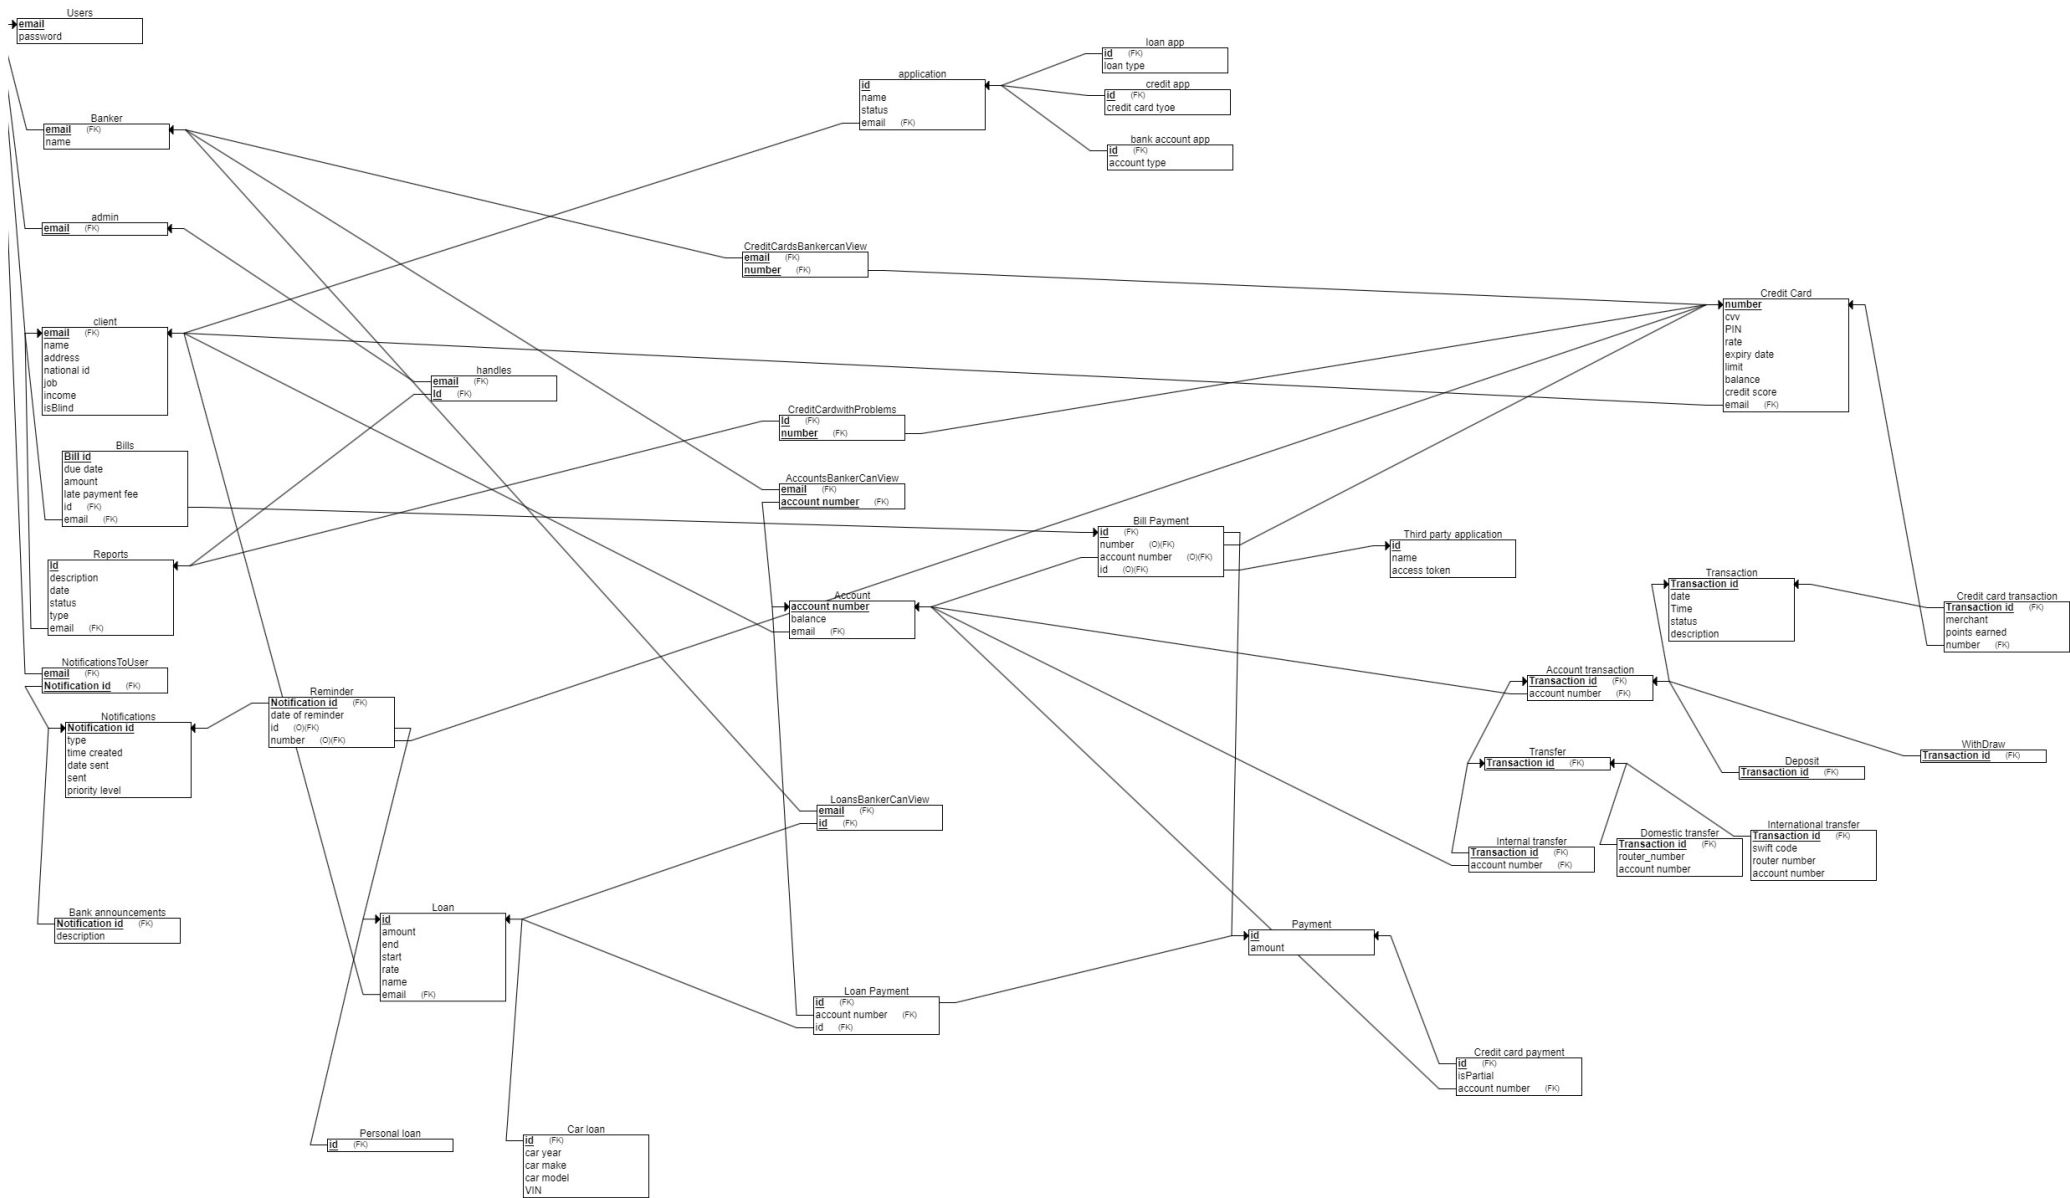 Users
email
password
Banker
email (FK)
name
admin
email (FK)
client
email (FK)
name
address
national id
job
income
isBlind
Bills
Bill id
due date
amount
late payment fee
id (FK)
email (FK)
Reports
Id
description
date
status
type
email (FK)
NotificationsToUser
email (FK)
Notification id (FK)
Notifications
Notification id
type
time created
date sent
sent
priority level
Bank announcements
Notification id (FK)
description
Reminder
Notification id (FK)
date of reminder
id (O)(FK)
number (O)(FK)
handles
email (FK)
Id (FK)
Loan
id
amount
end
start
rate
name
email (FK)
Personal loan
id (FK)
Car loan
id (FK)
car year
car make
car model
VIN
application
id
name
status
email (FK)
loan app
id (FK)
loan type
credit app
id (FK)
credit card tyoe
bank account app
id (FK)
account type
CreditCardsBankercanView
email (FK)
number (FK)
CreditCardwithProblems
Id (FK)
number (FK)
AccountsBankerCanView
email (FK)
account number (FK)
Account
account number
balance
email (FK)
LoansBankerCanView
email (FK)
id (FK)
Loan Payment
id (FK)
account number (FK)
id (FK)
Bill Payment
id (FK)
number (O)(FK)
account number (O)(FK)
id (O)(FK)
Third party application
id
name
access token
Payment
id
amount
Credit card payment
id (FK)
isPartial
account number (FK)
Credit Card
number
cvv
PIN
rate
expiry date
limit
balance
credit score
email (FK)
Transaction
Transaction id
date
Time
status
description
Credit card transaction
Transaction id (FK)
merchant
points earned
number (FK)
Account transaction
Transaction id (FK)
account number (FK)
Transfer
Transaction id (FK)
Deposit
Transaction id (FK)
WithDraw
Transaction id (FK)
Internal transfer
Transaction id (FK)
account number (FK)
Domestic transfer
Transaction id (FK)
router_number
account number
International transfer
Transaction id (FK)
swift code
router number
account number